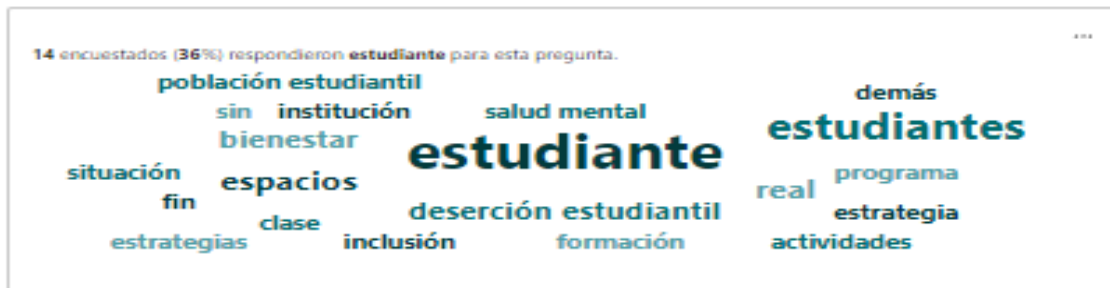 14 encuestados (36%) respondieron estudiante para esta pregunta.
población estudiantil
demás
sin institución salud mental
estudiantes
bienestar
estudiante
situación
programa
espacios
real
fin
deserción estudiantil
estrategia
clase
estrategias inclusión formación actividades